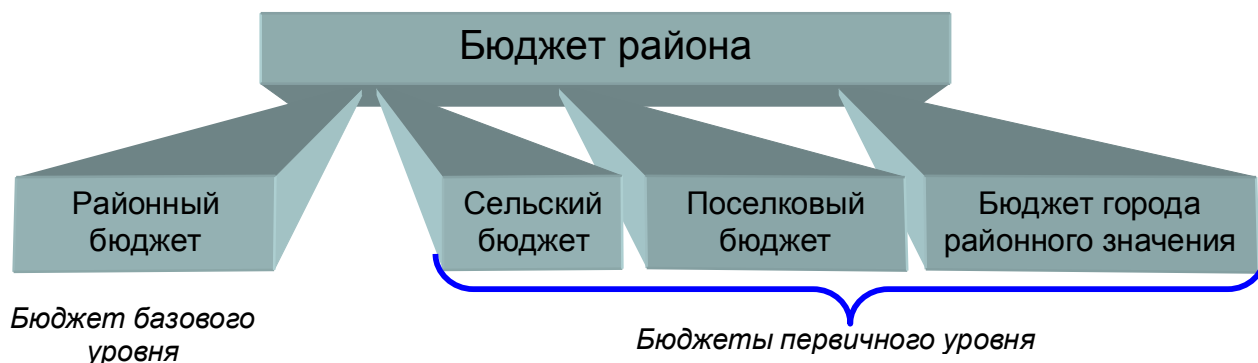 Бюджет района
Районный
бюджет
Сельский
бюджет
Поселковый
бюджет
Бюджет города
районного значения
Бюджет базового
уровня
Бюджеты первичного уровня